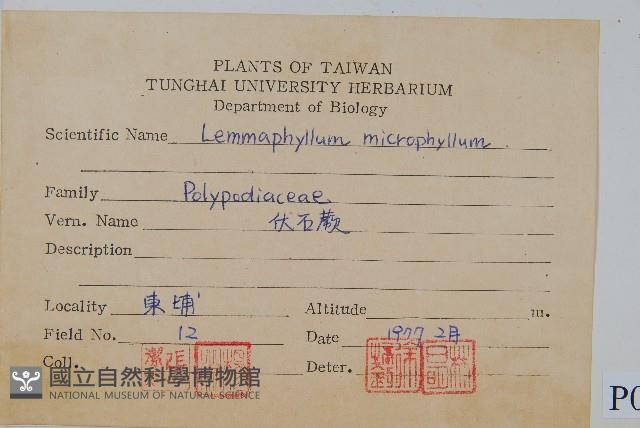 PLANTS OF TAIWAN
TUNGHAI UNIVERSITY HERBARIUM
Department of Biology
Scientific Name Lemmaphyllum microphyllum
Family Polypodiaceae
Vern. Name 伏石蕨
Description
Locality 東埔 Altitude m.
Field No. 12 Date 1977 2月
Coll. Deter.
國立自然科學博物館
NATIONAL MUSEUM OF NATURAL SCIENCE
P0